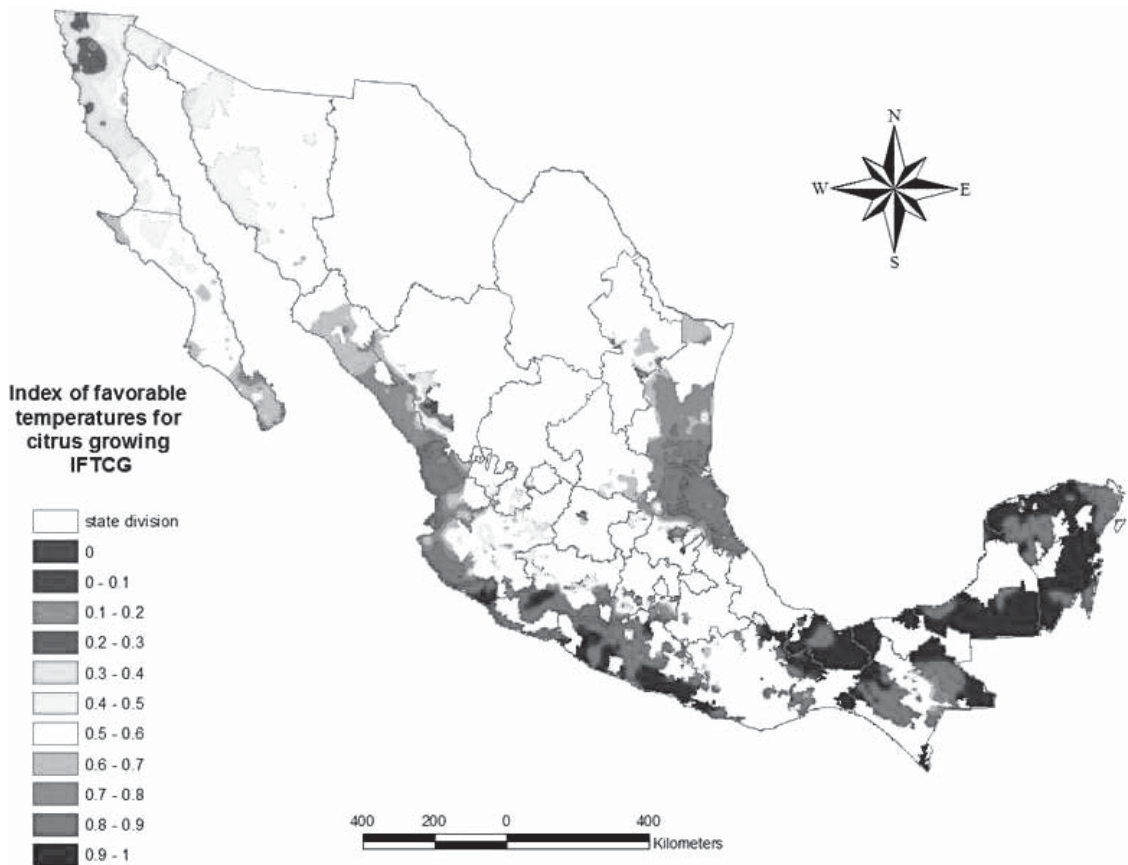 N
W E
S
Index of favorable
temperatures for
citrus growing
IFTCG
state division
0
0 - 0.1
0.1 - 0.2
0.2 - 0.3
0.3 - 0.4
0.4 - 0.5
0.5 - 0.6
0.6 - 0.7
0.7 - 0.8
0.8 - 0.9
0.9 - 1
400 200 0 400
Kilometers